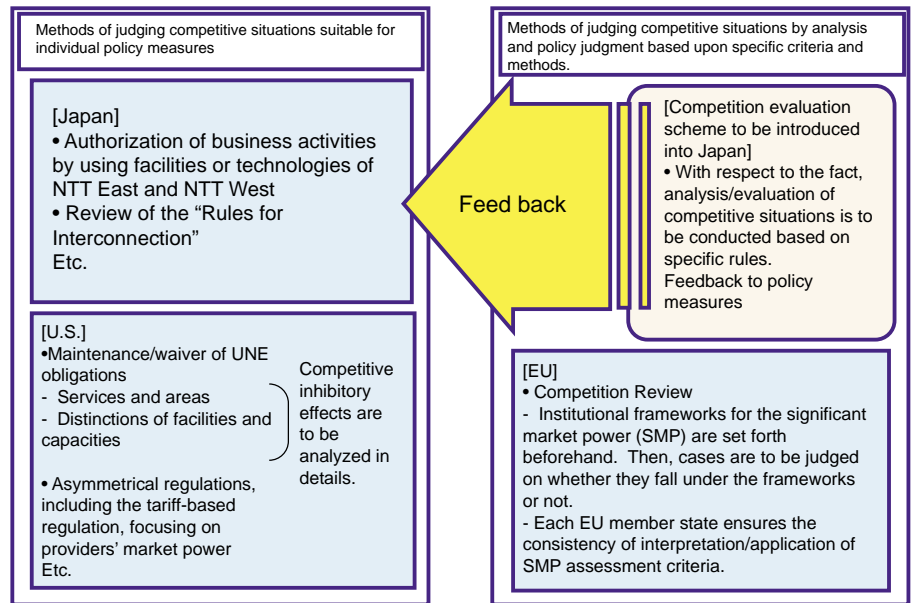 Methods of judging competitive situations suitable for
individual policy measures
[Japan]
• Authorization of business activities
by using facilities or technologies of
NTT East and NTT West
• Review of the “Rules for
Interconnection”
Etc.
[U.S.]
•Maintenance/waiver of UNE
obligations
- Services and areas
- Distinctions of facilities and
capacities
Competitive
inhibitory
effects are
to be
analyzed in
details.
• Asymmetrical regulations,
including the tariff-based
regulation, focusing on
providers’ market power
Etc.
Feed back
Methods of judging competitive situations by analysis
and policy judgment based upon specific criteria and
methods.
[Competition evaluation
scheme to be introduced
into Japan]
• With respect to the fact,
analysis/evaluation of
competitive situations is to
be conducted based on
specific rules.
Feedback to policy
measures
[EU]
• Competition Review
- Institutional frameworks for the significant
market power (SMP) are set forth
beforehand. Then, cases are to be judged
on whether they fall under the frameworks
or not.
- Each EU member state ensures the
consistency of interpretation/application of
SMP assessment criteria.